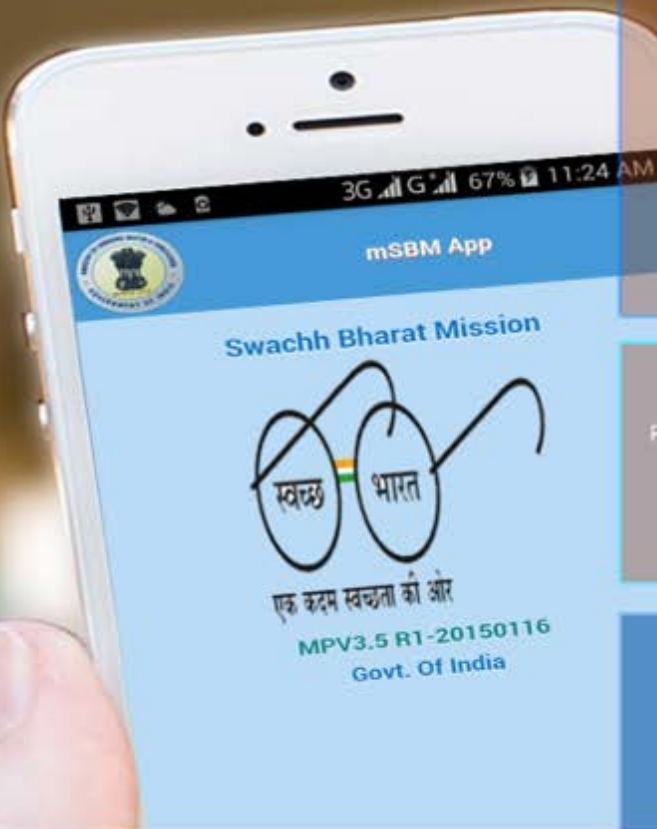 3G G 67% 11:24 AM
mSBM App
Swachh Bharat Mission
स्वच्छ भारत
एक कदम स्वच्छता की ओर
MPV3.5 R1-20150116
Govt. Of India